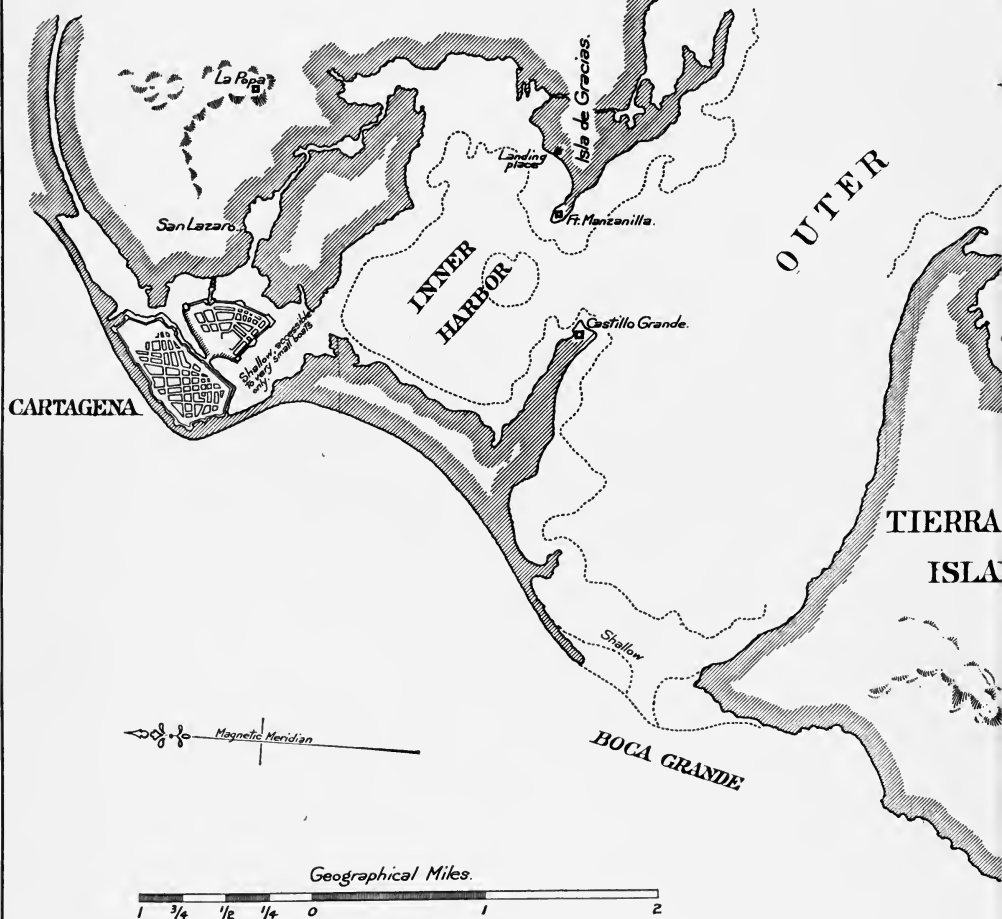 La Popa
Isla de Gracias.
Landing
place
San Lazaro.
Ft. Manzanilla.
OUTER
INNER
HARBOR
Castillo Grande.
Shallow, accessible
to very small boats
only
CARTAGENA
TIERRA
ISLA
Shallow
Magnetic Meridian
BOCA GRANDE
Geographical Miles.
1 3/4 1/2 1/4 0 1 2